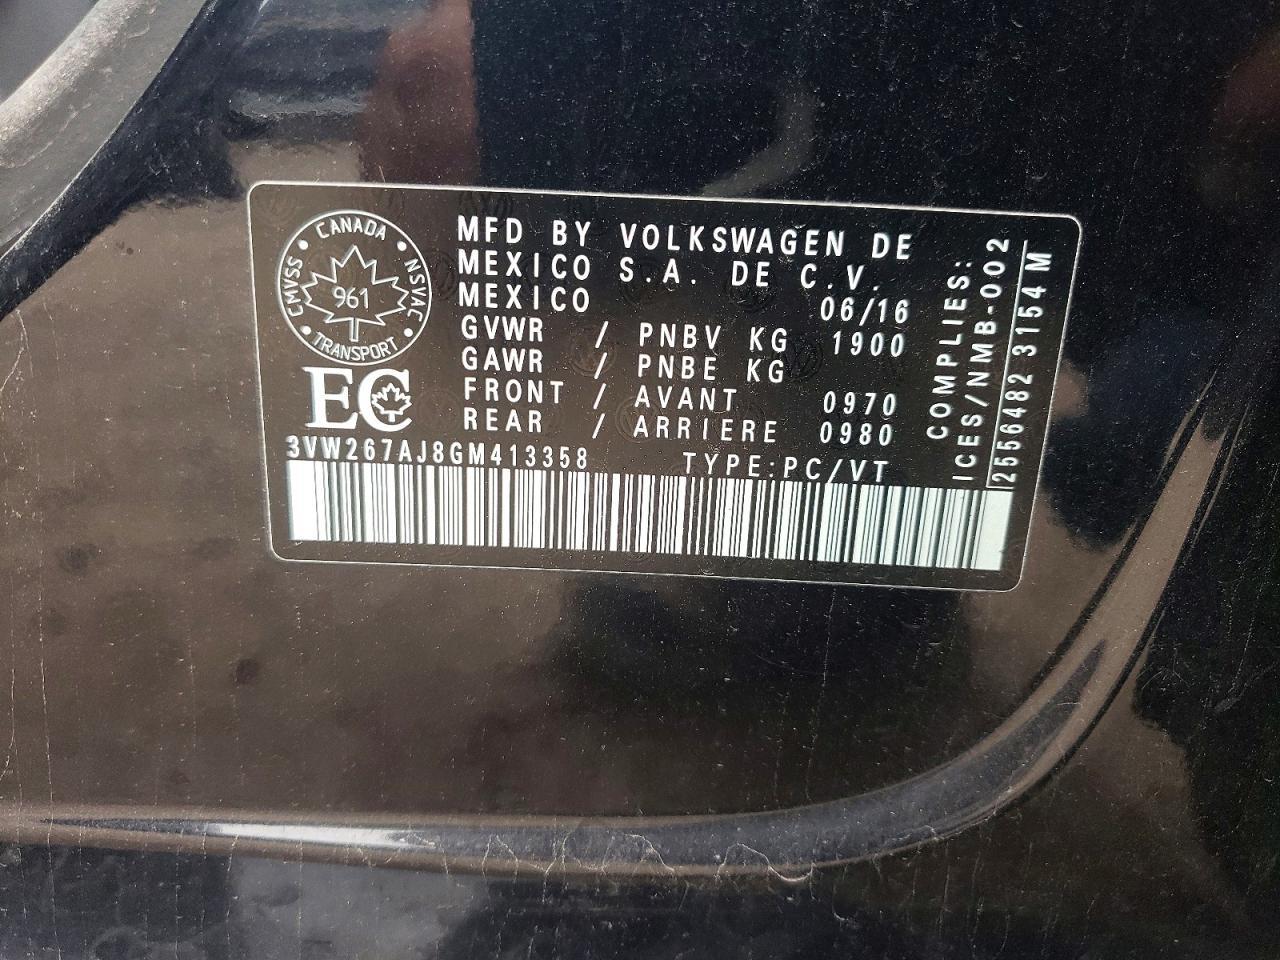 CANADA
CMVSS
NSVAC
961
TRANSPORT
EC
MFD BY VOLKSWAGEN DE
MEXICO S.A. DE C.V.
MEXICO 06/16
GVWR / PNBV KG 1900
GAWR / PNBE KG
FRONT / AVANT 0970
REAR / ARRIERE 0980
3VW267AJ8GM413358 TYPE:PC/VT
COMPLIES:
ICES/NMB-002
2556482 3154 M